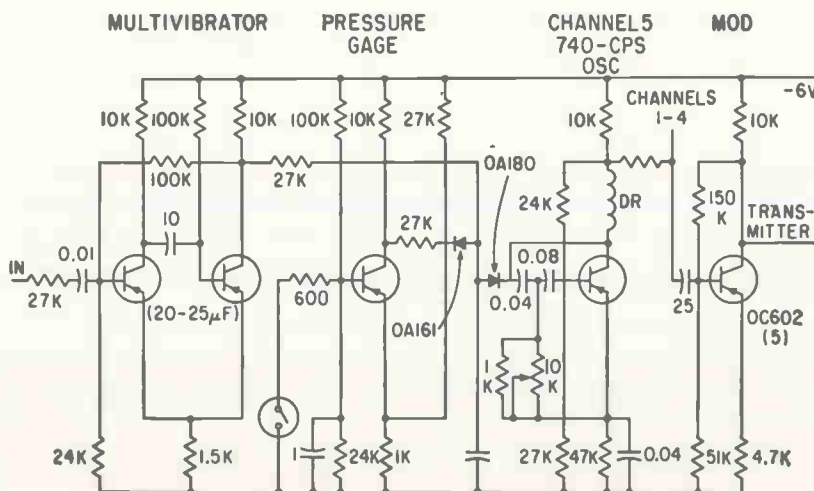 MULTIVIBRATOR
PRESSURE
GAGE
CHANNEL 5
740-CPS
OSC
MOD
-6V
CHANNELS
1-4
10K
100K
10K
100K
10K
27K
10K
10K
100K
27K
OA180
24K
DR
150
K
TRANS-
MITTER
10
27K
0.01
IN
27K
(20-25μF)
600
OA161
0.04
0.08
25
OC602
(5)
1
K
10
K
24K
1.5K
1
24K
1K
27K
47K
0.04
51K
4.7K